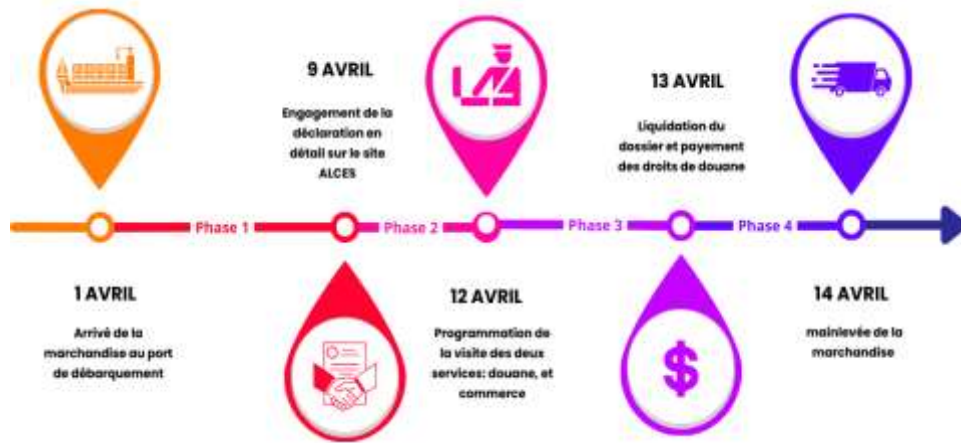 9 AVRIL
Engagement de la
déclaration en
détail sur le site
ALCES
13 AVRIL
Liquidation du
dossier et payement
des droits de douane
Phase 1
Phase 2
Phase 3
Phase 4
1 AVRIL
Arrivé de la
marchandise au port
de débarquement
12 AVRIL
Programmation de
la visite des deux
services: douane, et
commerce
$
14 AVRIL
mainlevée de la
marchandise